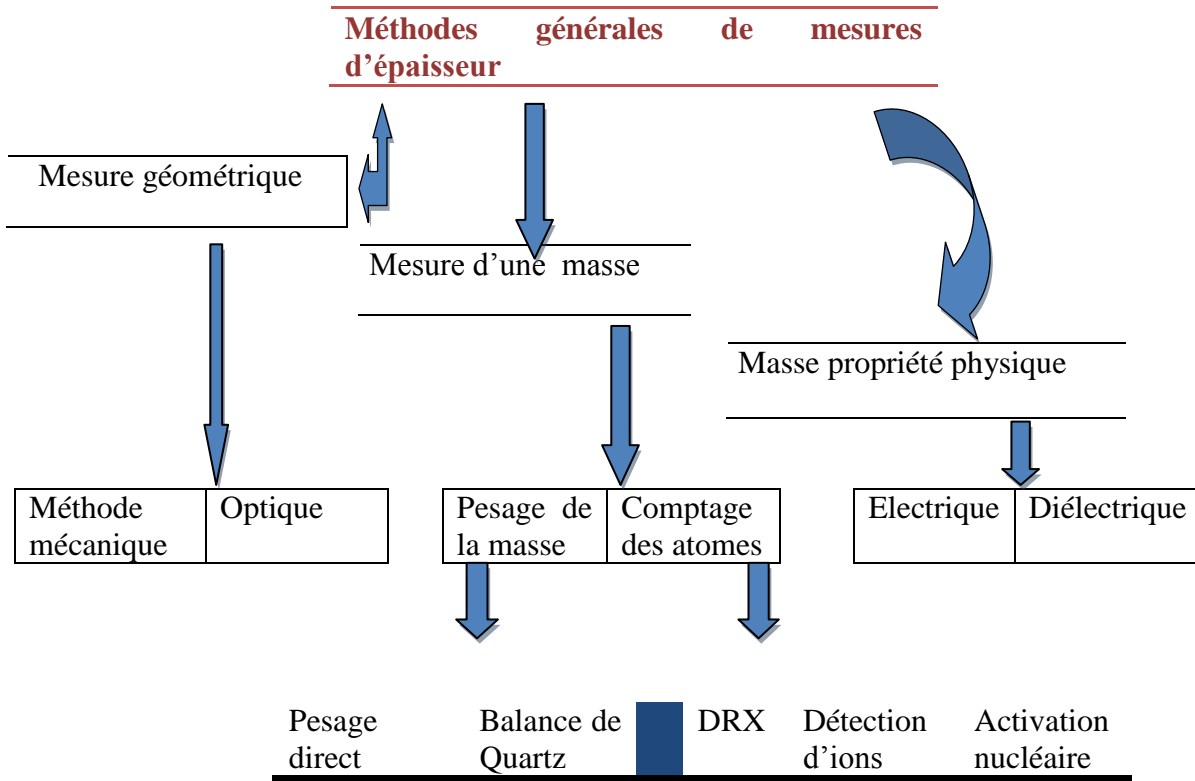 Méthodes générales de mesures
d’épaisseur
Mesure géométrique
Mesure d’une masse
Masse propriété physique
Méthode
mécanique
Optique
Pesage de
la masse
Comptage
des atomes
Electrique
Diélectrique
Pesage
direct
Balance de
Quartz
DRX
Détection
d’ions
Activation
nucléaire